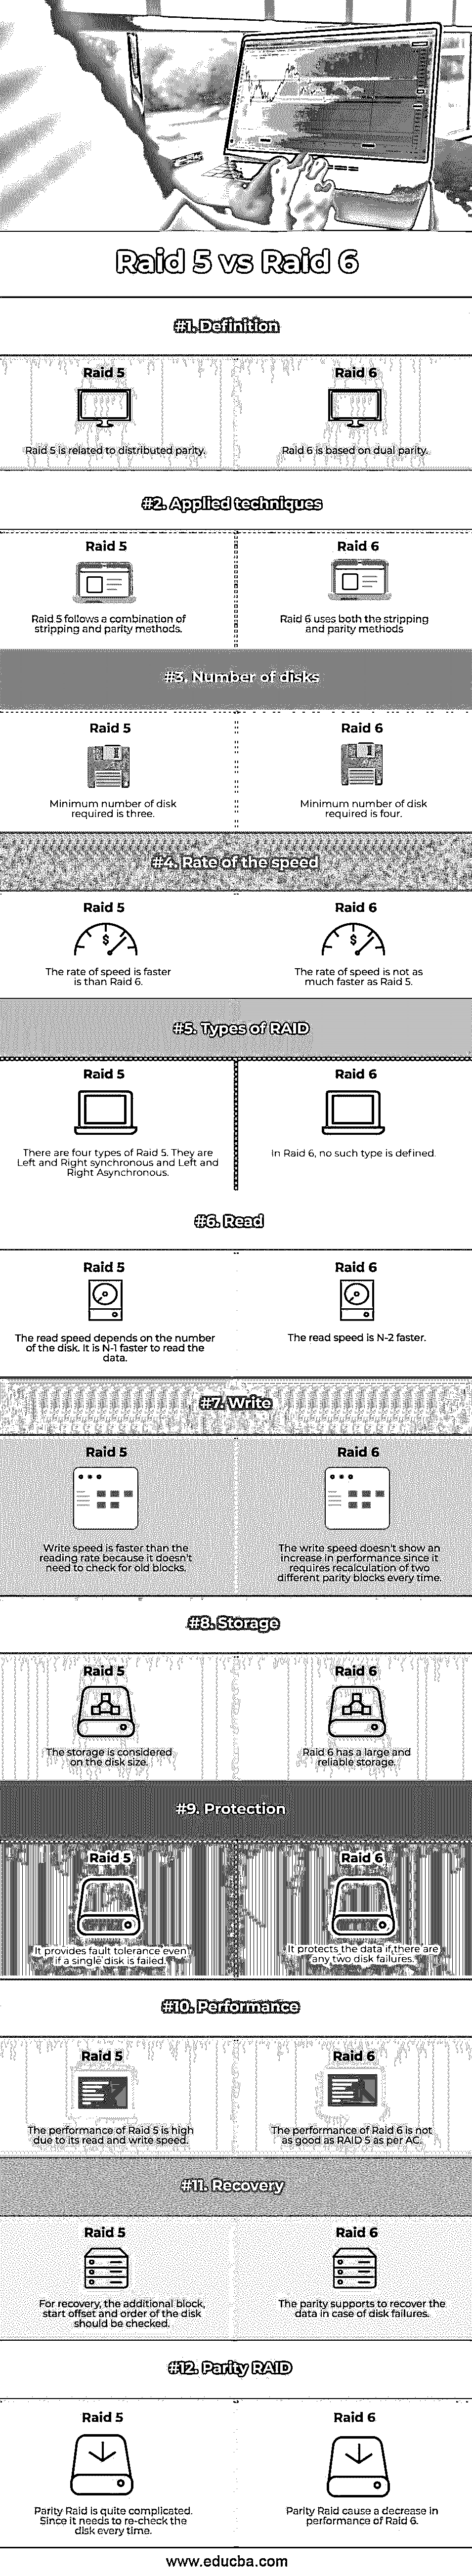 Raid 5 vs Raid 6
#1. Definition
Raid 5
Raid 6
Raid 5 is related to distributed parity.
Raid 6 is based on dual parity.
#2. Applied techniques
Raid 5
Raid 6
Raid 5 follows a combination of
stripping and parity methods.
Raid 6 uses both the stripping
and parity methods
#3. Number of disks
Raid 5
Raid 6
Minimum number of disk
required is three.
Minimum number of disk
required is four.
#4. Rate of the speed
Raid 5
Raid 6
$
$
The rate of speed is faster
is than Raid 6.
The rate of speed is not as
much faster as Raid 5.
#5. Types of RAID
Raid 5
Raid 6
There are four types of Raid 5. They are
Left and Right synchronous and Left and
Right Asynchronous.
In Raid 6, no such type is defined.
#6. Read
Raid 5
Raid 6
The read speed depends on the number
of the disk. It is N-1 faster to read the
data.
The read speed is N-2 faster.
#7. Write
Raid 5
Raid 6
Write speed is faster than the
reading rate because it doesn't
need to check for old blocks.
The write speed doesn't show an
increase in performance since it
requires recalculation of two
different parity blocks every time.
#8. Storage
Raid 5
Raid 6
The storage is considered
on the disk size.
Raid 6 has a large and
reliable storage.
#9. Protection
Raid 5
Raid 6
It provides fault tolerance even
if a single disk is failed.
It protects the data if there are
any two disk failures.
#10. Performance
Raid 5
Raid 6
The performance of Raid 5 is high
due to its read and write speed.
The performance of Raid 6 is not
as good as RAID 5 as per AC.
#11. Recovery
Raid 5
Raid 6
For recovery, the additional block,
start offset and order of the disk
should be checked.
The parity supports to recover the
data in case of disk failures.
#12. Parity RAID
Raid 5
Raid 6
Parity Raid is quite complicated.
Since it needs to re-check the
disk every time.
Parity Raid cause a decrease in
performance of Raid 6.
www.educba.com